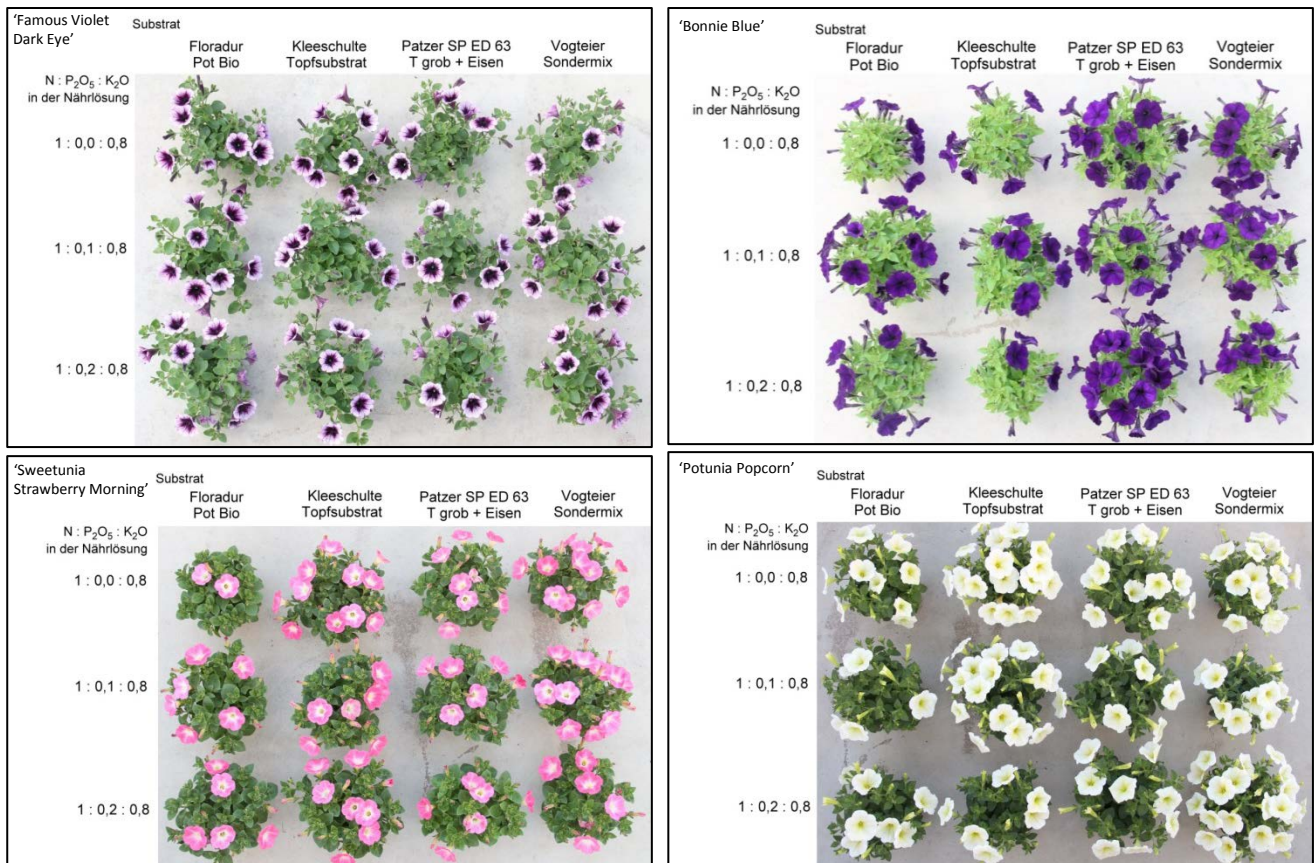 ‘Famous Violet
Dark Eye’
Substrat
Floradur
Pot Bio
Kleeschulte
Topfsubstrat
Patzer SP ED 63
T grob + Eisen
Vogteier
Sondermix
N : P₂O₅ : K₂O
in der Nährlösung
1 : 0,0 : 0,8
1 : 0,1 : 0,8
1 : 0,2 : 0,8
‘Bonnie Blue’
Substrat
Floradur
Pot Bio
Kleeschulte
Topfsubstrat
Patzer SP ED 63
T grob + Eisen
Vogteier
Sondermix
N : P₂O₅ : K₂O
in der Nährlösung
1 : 0,0 : 0,8
1 : 0,1 : 0,8
1 : 0,2 : 0,8
‘Sweetunia
Strawberry Morning’
Substrat
Floradur
Pot Bio
Kleeschulte
Topfsubstrat
Patzer SP ED 63
T grob + Eisen
Vogteier
Sondermix
N : P₂O₅ : K₂O
in der Nährlösung
1 : 0,0 : 0,8
1 : 0,1 : 0,8
1 : 0,2 : 0,8
‘Potunia Popcorn’
Substrat
Floradur
Pot Bio
Kleeschulte
Topfsubstrat
Patzer SP ED 63
T grob + Eisen
Vogteier
Sondermix
N : P₂O₅ : K₂O
in der Nährlösung
1 : 0,0 : 0,8
1 : 0,1 : 0,8
1 : 0,2 : 0,8